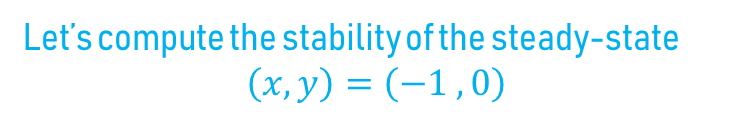 Let's compute the stability of the steady-state
(x, y) = (−1 , 0)